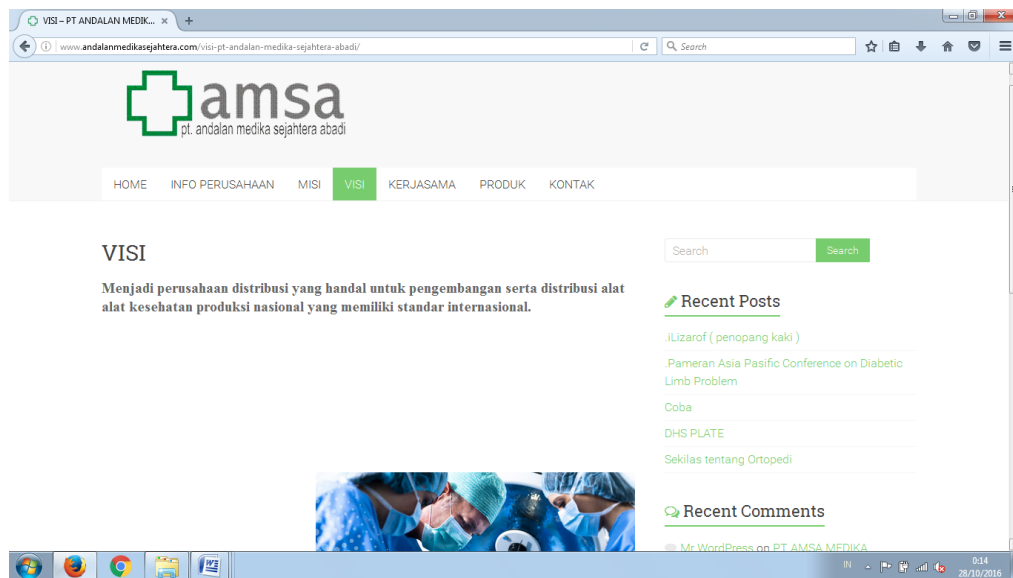 VISI – PT ANDALAN MEDIK...
www.andalanmedikasejahtera.com/visi-pt-andalan-medika-sejahtera-abadi/
Search
amsa
pt. andalan medika sejahtera abadi
HOME INFO PERUSAHAAN MISI VISI KERJASAMA PRODUK KONTAK
VISI
Menjadi perusahaan distribusi yang handal untuk pengembangan serta distribusi alat
alat kesehatan produksi nasional yang memiliki standar internasional.
Search Search
Recent Posts
.iLizarof ( penopang kaki )
.Pameran Asia Pasific Conference on Diabetic
Limb Problem
Coba
DHS PLATE
Sekilas tentang Ortopedi
Recent Comments
Mr WordPress on PT AMSA MEDIKA
IN
0:14
28/10/2016